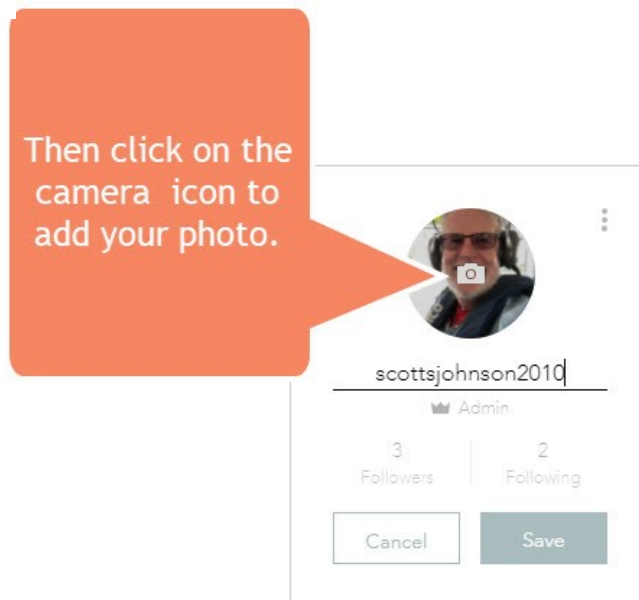 Then click on the
camera icon to
add your photo.
scottsjohnson2010
Admin
3
Followers
2
Following
Cancel
Save